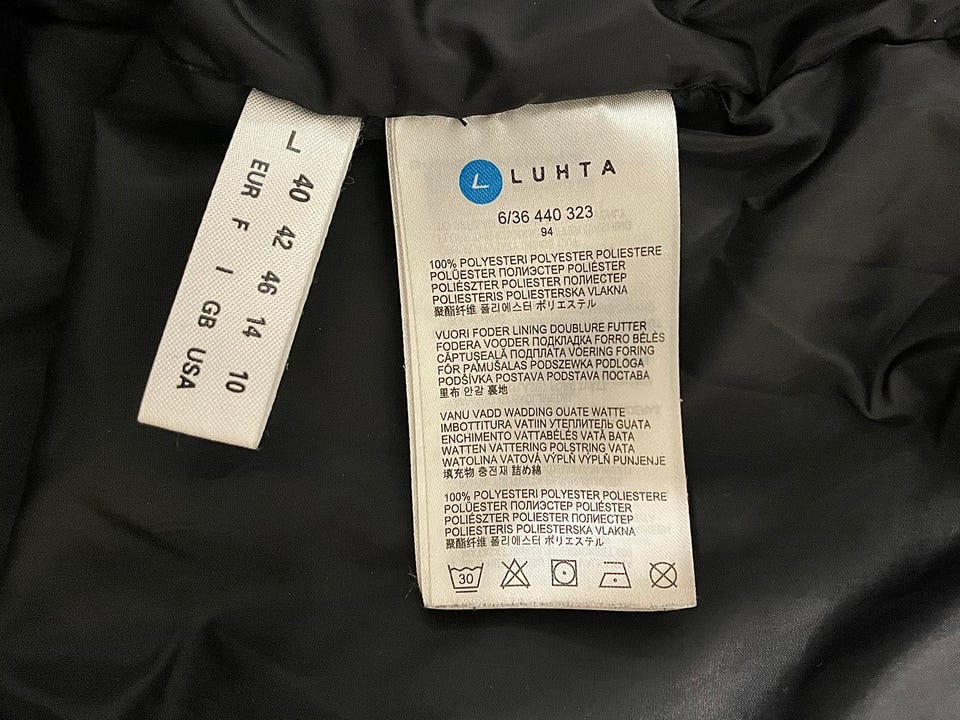 L 40 42 46 14 10
EUR F I GB USA
L LUHTA
6/36 440 323
94
100% POLYESTERI POLYESTER POLIESTERE
POLÜESTER ПОЛИЭСТЕР POLIÉSTER
POLIÉSZTER POLIESTER ПОЛИЕСТЕР
POLIESTERIS POLIESTERSKA VLAKNA
聚酯纤维 폴리에스터 ポリエステル
VUORI FODER LINING DOUBLURE FUTTER
FODERA VOODER ПОДКЛАДКА FORRO BÉLÉS
CĂPTUŞEALĂ ПОДПЛАТА VOERING FORING
FÓR PAMUŠALAS PODSZEWKA PODLOGA
PODŠÍVKA POSTAVA PODSTAVA ПОСТАВА
里布 안감 裏地
VANU VADD WADDING OUATE WATTE
IMBOTTITURA VATIIN УТЕПЛИТЕЛЬ GUATA
ENCHIMENTO VATTABÉLÉS VATĂ ВАТА
WATTEN VATTERING POLSTRING VATA
WATOLINA VATOVÁ VÝPLŇ VÝPLŇ PUNJENJE
填充物 충전재 詰め綿
100% POLYESTERI POLYESTER POLIESTERE
POLÜESTER ПОЛИЭСТЕР POLIÉSTER
POLIÉSZTER POLIESTER ПОЛИЕСТЕР
POLIESTERIS POLIESTERSKA VLAKNA
聚酯纤维 폴리에스터 ポリエステル
30